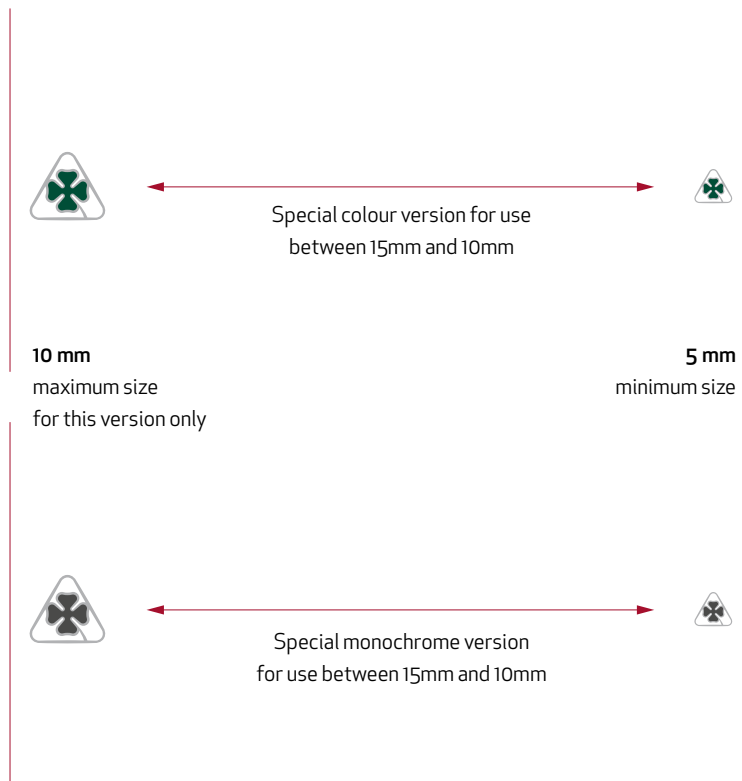 Special colour version for use
between 15mm and 10mm
10 mm
maximum size
for this version only
5 mm
minimum size
Special monochrome version
for use between 15mm and 10mm